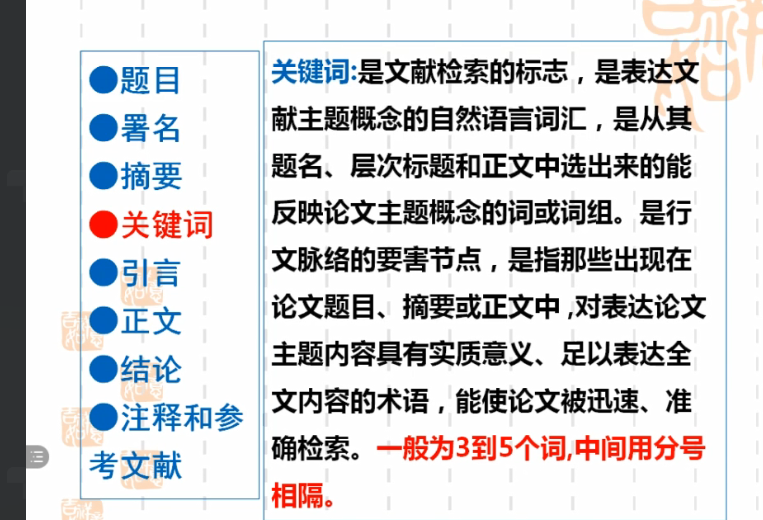 ●题目
●署名
●摘要
●关键词
●引言
●正文
●结论
●注释和参
考文献
关键词:是文献检索的标志，是表达文
献主题概念的自然语言词汇，是从其
题名、层次标题和正文中选出来的能
反映论文主题概念的词或词组。是行
文脉络的要害节点，是指那些出现在
论文题目、摘要或正文中,对表达论文
主题内容具有实质意义、足以表达全
文内容的术语，能使论文被迅速、准
确检索。一般为3到5个词,中间用分号
相隔。